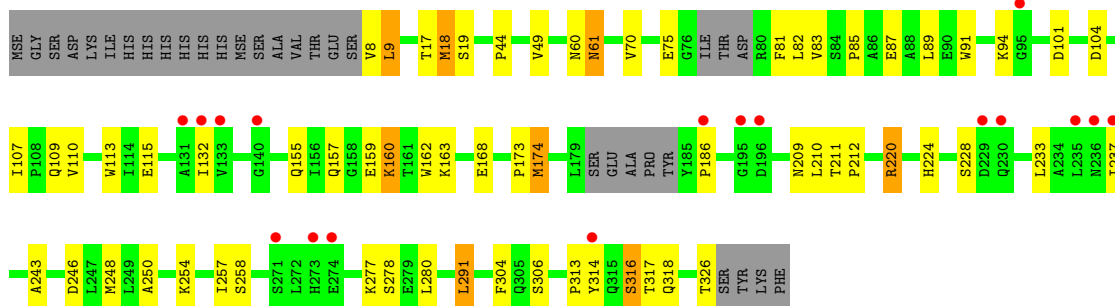 MSE GLY SER ASP LYS ILE HIS HIS HIS HIS HIS HIS MSE SER ALA VAL THR GLU SER V8 L9 T17 M18 S19 P44 V49 N60 N61 V70 E75 G76 ILE THR ASP R80 F81 L82 V83 S84 P85 A86 E87 A88 L89 E90 W91 K94 G95 D101 D104
I107 P108 Q109 V110 W113 I114 E115 A131 I132 V133 G140 Q155 I156 Q157 G158 E159 K160 T161 W162 K163 E168 P173 M174 L179 SER GLU ALA PRO TYR Y185 P186 G195 D196 N209 L210 T211 P212 R220 H224 S228 D229 Q230 L233 A234 L235 N236
A243 D246 L247 M248 L249 A250 K254 I257 S258 S271 L272 H273 E274 K277 S278 E279 L280 L291 F304 Q305 S306 P313 Y314 Q315 S316 T317 Q318 T326 SER TYR LYS PHE